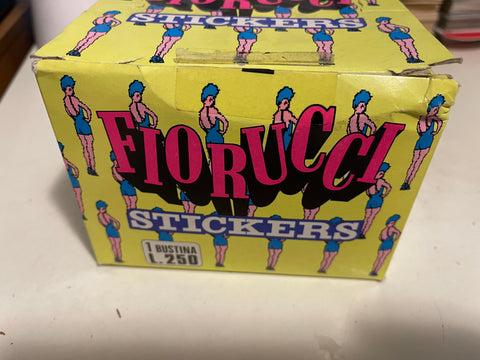 FIORUCCI
STICKERS
FIORUCCI
STICKERS
1 BUSTINA
L. 250